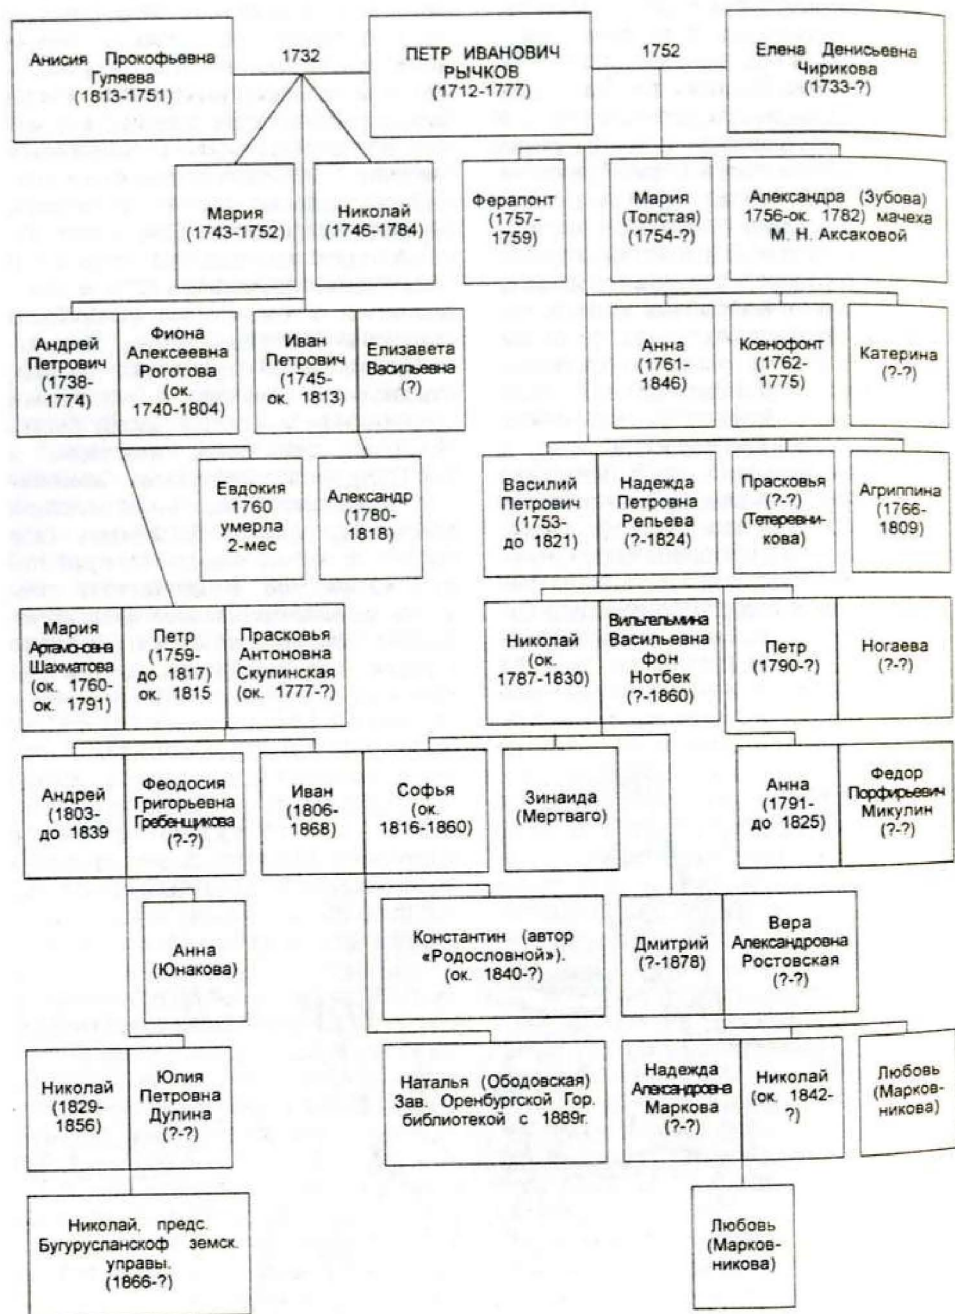 Анисия Прокофьевна
Гуляева
(1813-1751)
1732
ПЕТР ИВАНОВИЧ
РЫЧКОВ
(1712-1777)
1752
Елена Денисьевна
Чирикова
(1733-?)
Мария
(1743-1752)
Николай
(1746-1784)
Ферапонт
(1757-
1759)
Мария
(Толстая)
(1754-?)
Александра (Зубова)
1756-ок. 1782) мачеха
М. Н. Аксаковой
Андрей
Петрович
(1738-
1774)
Фиона
Алексеевна
Роготова
(ок.
1740-1804)
Иван
Петрович
(1745-
ок. 1813)
Елизавета
Васильевна
(?)
Анна
(1761-
1846)
Ксенофонт
(1762-
1775)
Катерина
(?-?)
Евдокия
1760
умерла
2-мес
Александр
(1780-
1818)
Василий
Петрович
(1753-
до 1821)
Надежда
Петровна
Репьева
(?-1824)
Прасковья
(?-?)
(Тетеревни-
кова)
Агриппина
(1766-
1809)
Мария
Артамо-сена
Шахматова
(ок. 1760-
ок. 1791)
Петр
(1759-
до 1817)
ок. 1815
Прасковья
Антоновна
Скупинская
(ок. 1777-?)
Николай
(ок.
1787-1830)
Вильгельмина
Васильевна
фон
Нотбек
(?-1860)
Петр
(1790-?)
Ногаева
(?-?)
Андрей
(1803-
до 1839
Феодосия
Григорьевна
Гребенщикова
(?-?)
Иван
(1806-
1868)
Софья
(ок.
1816-1860)
Зинаида
(Мертваго)
Анна
(1791-
до 1825)
Федор
Порфирьевич
Микулин
(?-?)
Анна
(Юнакова)
Константин (автор
«Родословной»).
(ок. 1840-?)
Дмитрий
(?-1878)
Вера
Александровна
Ростовская
(?-?)
Николай
(1829-
1856)
Юлия
Петровна
Дулина
(?-?)
Наталья (Ободовская)
Зав. Оренбургской Гор.
библиотекой с 1889г.
Надежда
Александровна
Маркова
(?-?)
Николай
(ок. 1842-
?)
Любовь
(Марков-
никова)
Николай, предс.
Бугурусланскоф земск.
управы.
(1866-?)
Любовь
(Марков-
никова)